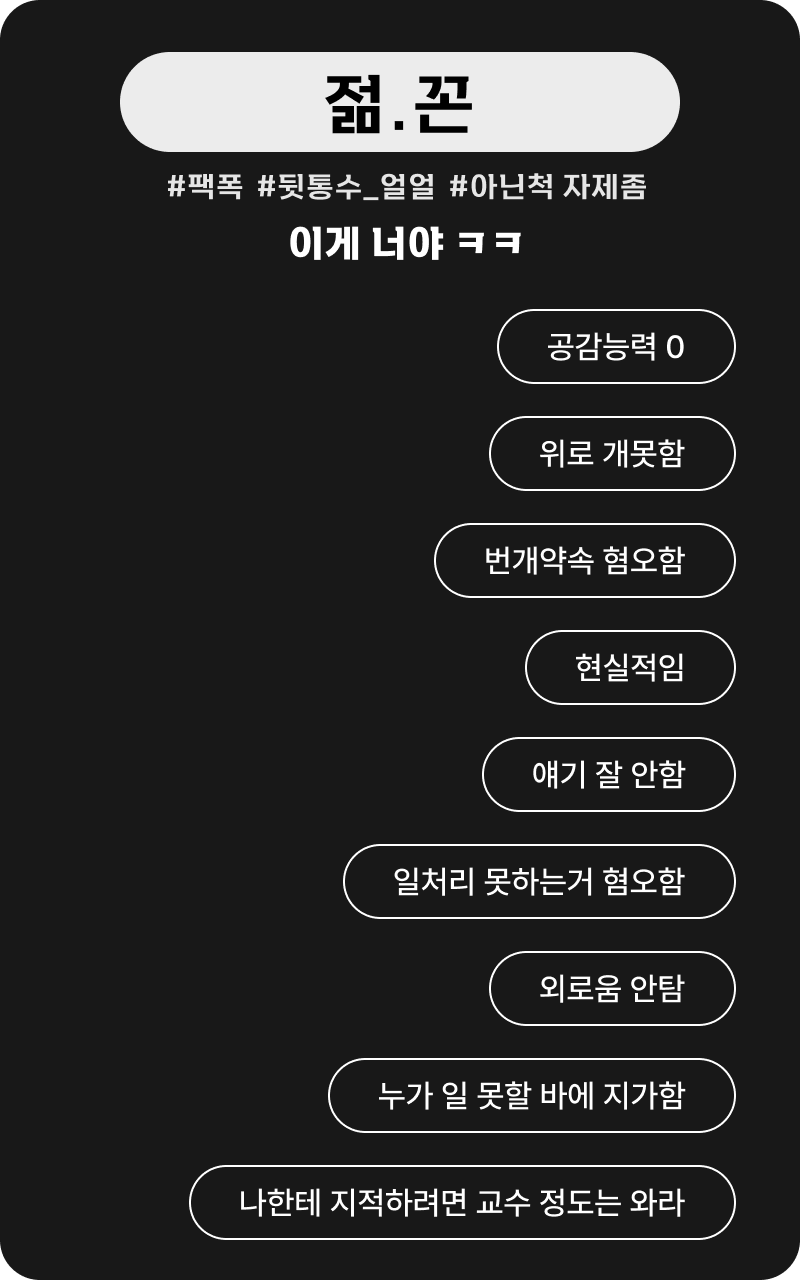 젊.꼰
#팩폭 #뒷통수_얼얼 #아닌척 자제좀
이게 너야 ㅋㅋ
공감능력 0
위로 개못함
번개약속 혐오함
현실적임
얘기 잘 안함
일처리 못하는거 혐오함
외로움 안탐
누가 일 못할 바에 지가함
나한테 지적하려면 교수 정도는 와라